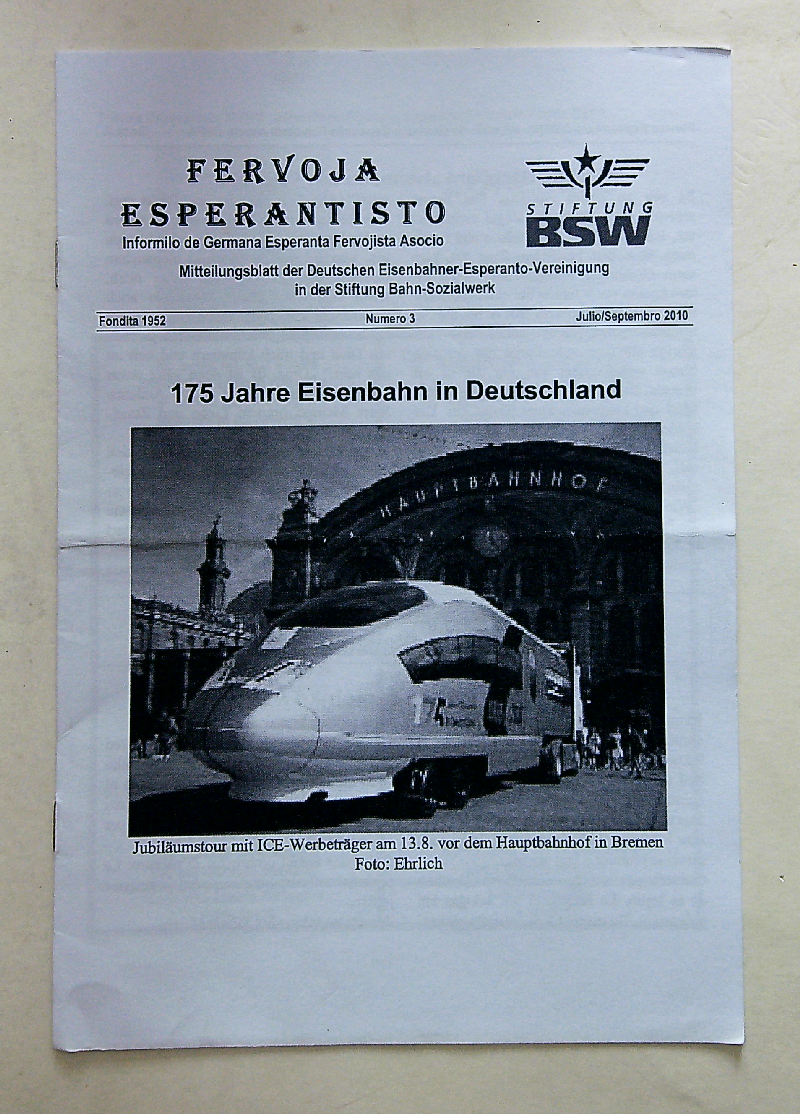 FERVOJA
ESPERANTISTO
Informilo de Germana Esperanta Fervojista Asocio
STIFTUNG
BSW
Mitteilungsblatt der Deutschen Eisenbahner-Esperanto-Vereinigung
in der Stiftung Bahn-Sozialwerk
Fondita 1952 Numero 3 Julio/Septembro 2010
175 Jahre Eisenbahn in Deutschland
HAUPTBAHNHOF
Jubiläumstour mit ICE-Werbeträger am 13.8. vor dem Hauptbahnhof in Bremen
Foto: Ehrlich